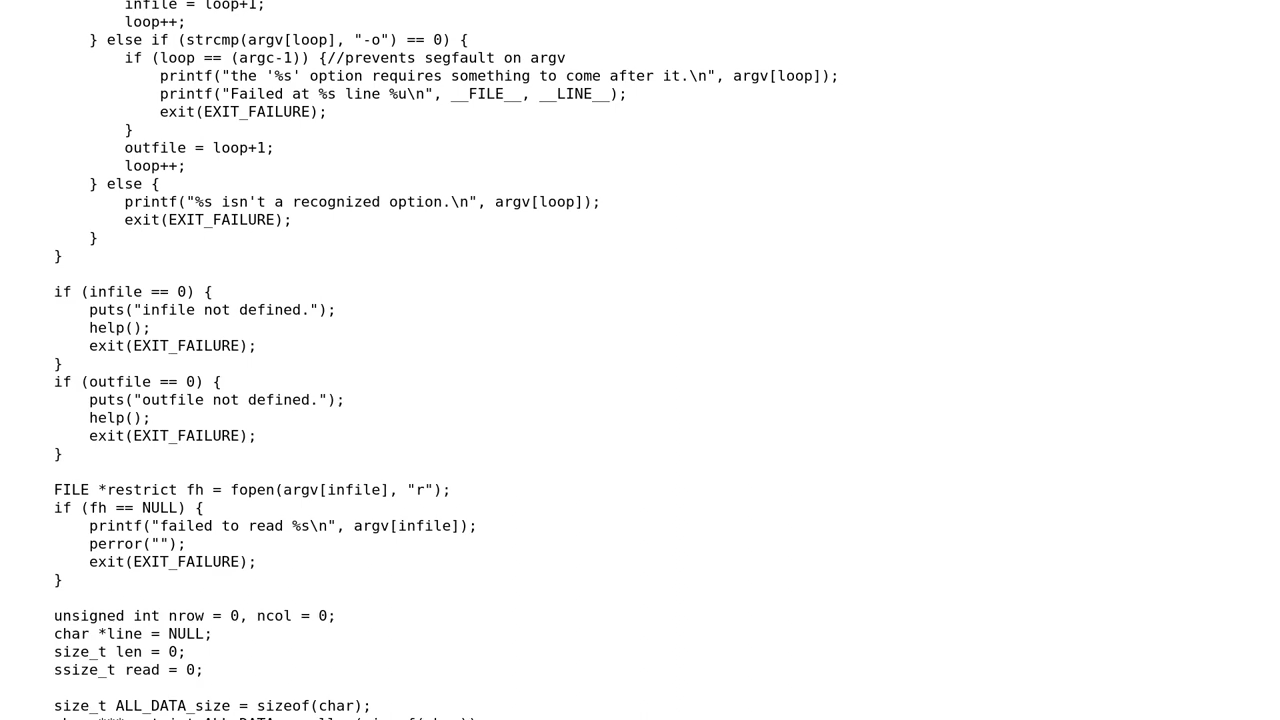 infile = loop+1;
            loop++;
        } else if (strcmp(argv[loop], "-o") == 0) {
            if (loop == (argc-1)) {//prevents segfault on argv
                printf("the '%s' option requires something to come after it.\n", argv[loop]);
                printf("Failed at %s line %u\n", __FILE__, __LINE__);
                exit(EXIT_FAILURE);
            }
            outfile = loop+1;
            loop++;
        } else {
            printf("%s isn't a recognized option.\n", argv[loop]);
            exit(EXIT_FAILURE);
        }
    }

    if (infile == 0) {
        puts("infile not defined.");
        help();
        exit(EXIT_FAILURE);
    }
    if (outfile == 0) {
        puts("outfile not defined.");
        help();
        exit(EXIT_FAILURE);
    }

    FILE *restrict fh = fopen(argv[infile], "r");
    if (fh == NULL) {
        printf("failed to read %s\n", argv[infile]);
        perror("");
        exit(EXIT_FAILURE);
    }

    unsigned int nrow = 0, ncol = 0;
    char *line = NULL;
    size_t len = 0;
    ssize_t read = 0;

    size_t ALL_DATA_size = sizeof(char);